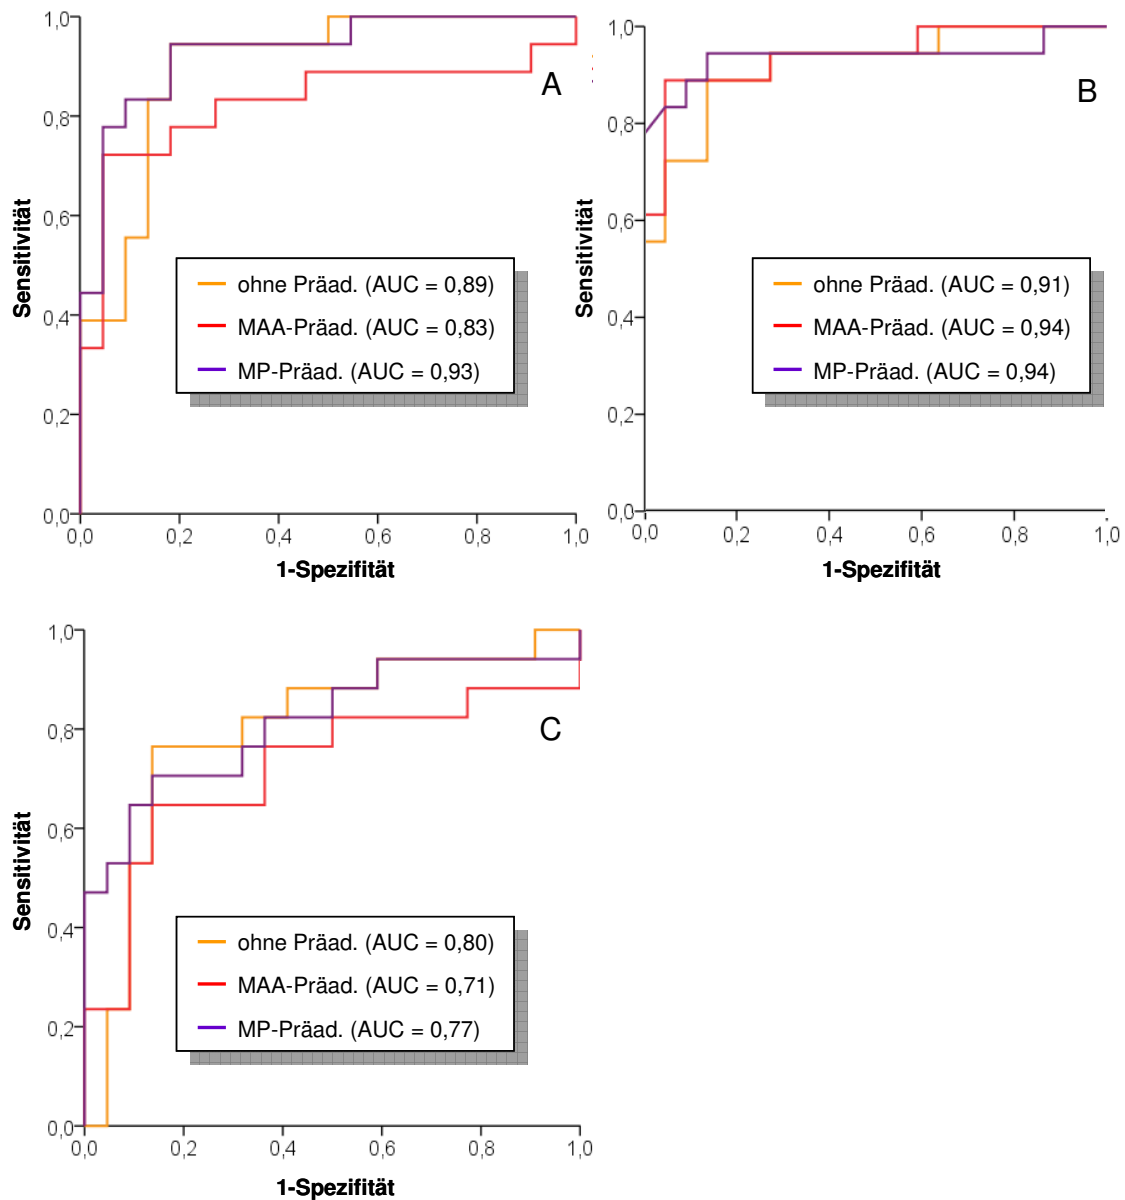 1,0
0,8
0,6
0,4
0,2
0,0
Sensitivität
A
ohne Präad. (AUC = 0,89)
MAA-Präad. (AUC = 0,83)
MP-Präad. (AUC = 0,93)
0,0 0,2 0,4 0,6 0,8 1,0
1-Spezifität
1,0
0,8
0,6
0,4
0,2
0,0
Sensitivität
B
ohne Präad. (AUC = 0,91)
MAA-Präad. (AUC = 0,94)
MP-Präad. (AUC = 0,94)
0,0 0,2 0,4 0,6 0,8 1,0
1-Spezifität
1,0
0,8
0,6
0,4
0,2
0,0
Sensitivität
C
ohne Präad. (AUC = 0,80)
MAA-Präad. (AUC = 0,71)
MP-Präad. (AUC = 0,77)
0,0 0,2 0,4 0,6 0,8 1,0
1-Spezifität